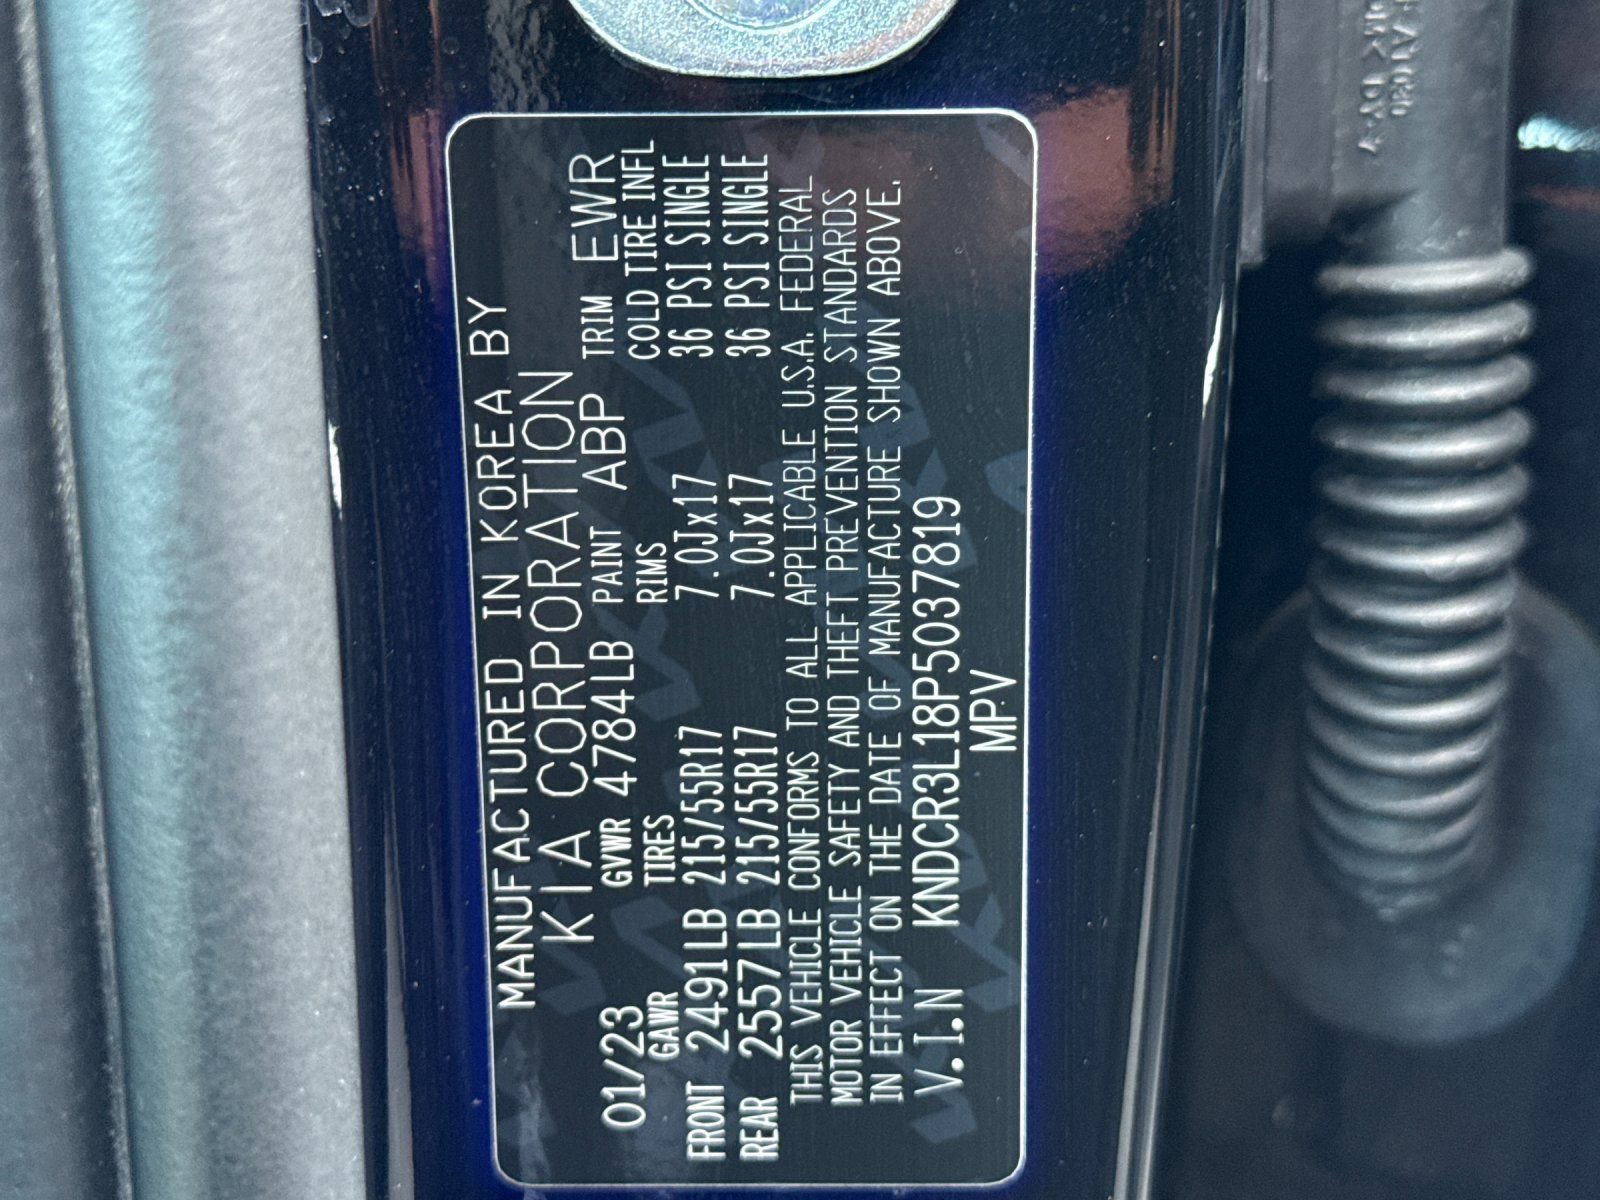 MANUFACTURED IN KOREA BY
KIA CORPORATION
01/23 GVWR 4784LB PAINT ABP TRIM EWR
GAWR TIRES RIMS COLD TIRE INFL
FRONT 2491LB 215/55R17 7.0Jx17 36 PSI SINGLE
REAR 2557LB 215/55R17 7.0Jx17 36 PSI SINGLE
THIS VEHICLE CONFORMS TO ALL APPLICABLE U.S.A. FEDERAL
MOTOR VEHICLE SAFETY AND THEFT PREVENTION STANDARDS
IN EFFECT ON THE DATE OF MANUFACTURE SHOWN ABOVE.
V.I.N KNDCR3L18P5037819
MPV